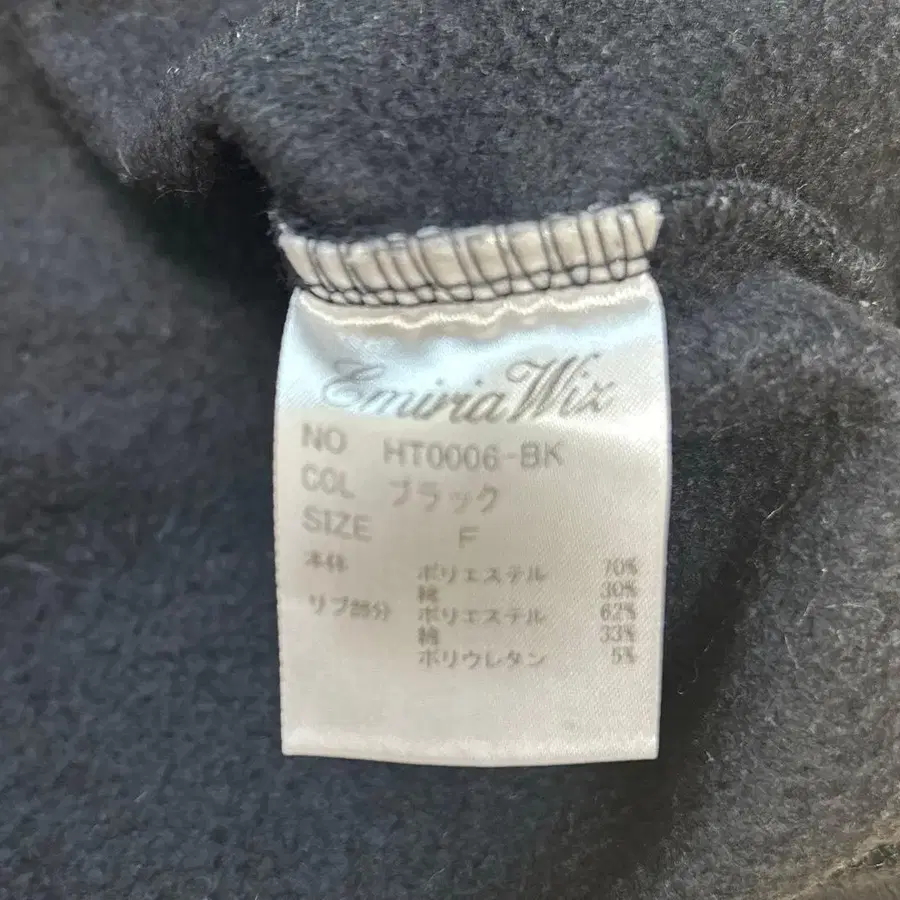 Emiria Wiz
NO HT0006-BK
COL ブラック
SIZE F
本体 ポリエステル 70%
綿 30%
リブ部分 ポリエステル 62%
綿 33%
ポリウレタン 5%